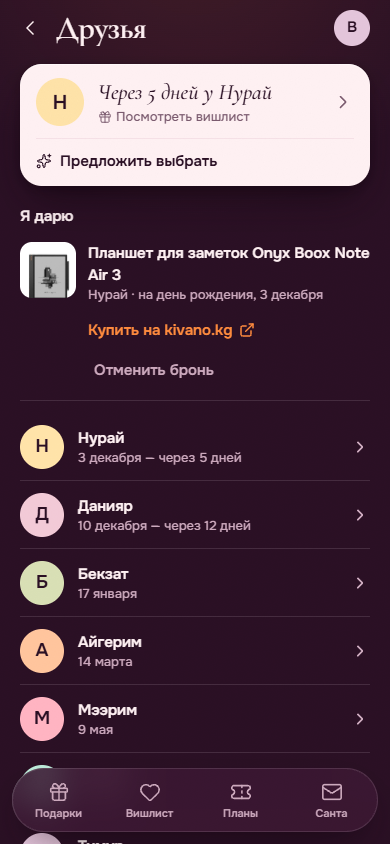 Друзья
В
Н
Через 5 дней у Нурай
Посмотреть вишлист
Предложить выбрать
Я дарю
Планшет для заметок Onyx Boox Note
Air 3
Нурай · на день рождения, 3 декабря
Купить на kivano.kg
Отменить бронь
Н
Нурай
3 декабря — через 5 дней
Д
Данияр
10 декабря — через 12 дней
Б
Бекзат
17 января
А
Айгерим
14 марта
М
Мээрим
9 мая
Подарки
Вишлист
Планы
Санта